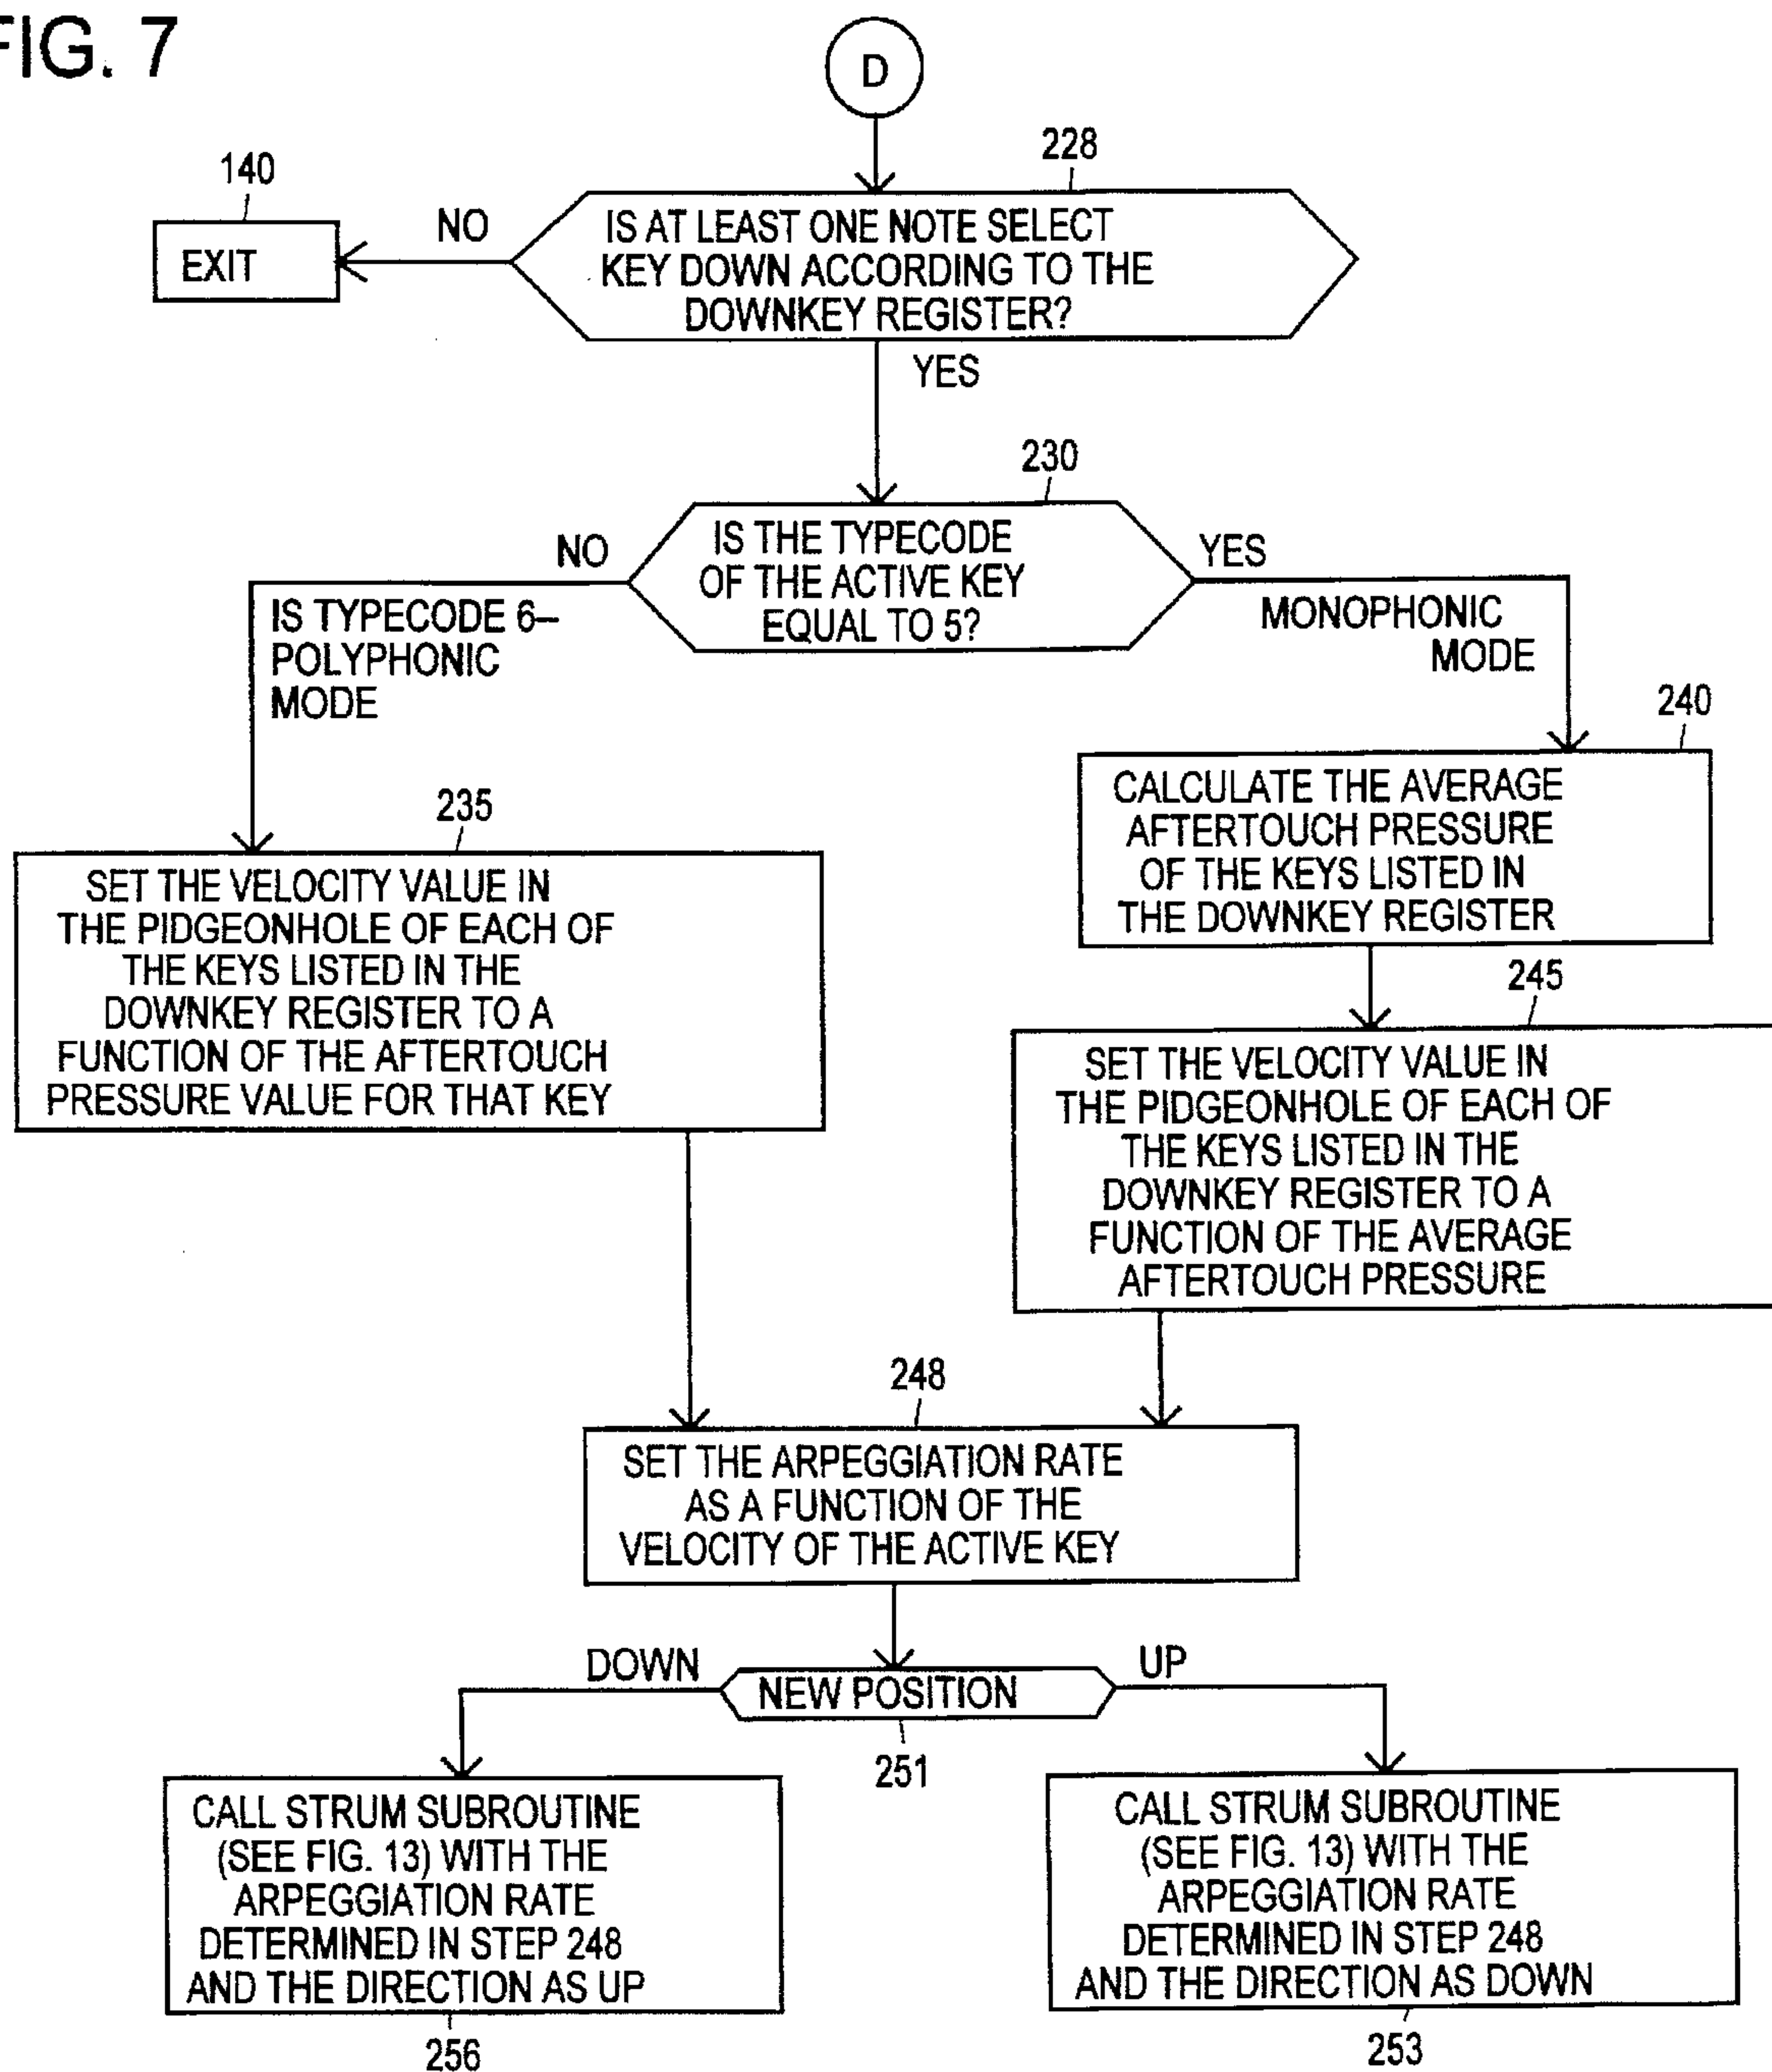 FIG. 7
D
228
140
NO
EXIT
IS AT LEAST ONE NOTE SELECT
KEY DOWN ACCORDING TO THE
DOWNKEY REGISTER?
YES
230
NO
IS THE TYPECODE
OF THE ACTIVE KEY
EQUAL TO 5?
YES
IS TYPECODE 6–
POLYPHONIC
MODE
MONOPHONIC
MODE
240
CALCULATE THE AVERAGE
AFTERTOUCH PRESSURE
OF THE KEYS LISTED IN
THE DOWNKEY REGISTER
235
SET THE VELOCITY VALUE IN
THE PIDGEONHOLE OF EACH OF
THE KEYS LISTED IN THE
DOWNKEY REGISTER TO A
FUNCTION OF THE AFTERTOUCH
PRESSURE VALUE FOR THAT KEY
245
SET THE VELOCITY VALUE IN
THE PIDGEONHOLE OF EACH OF
THE KEYS LISTED IN THE
DOWNKEY REGISTER TO A
FUNCTION OF THE AVERAGE
AFTERTOUCH PRESSURE
248
SET THE ARPEGGIATION RATE
AS A FUNCTION OF THE
VELOCITY OF THE ACTIVE KEY
DOWN
NEW POSITION
UP
251
CALL STRUM SUBROUTINE
(SEE FIG. 13) WITH THE
ARPEGGIATION RATE
DETERMINED IN STEP 248
AND THE DIRECTION AS UP
256
CALL STRUM SUBROUTINE
(SEE FIG. 13) WITH THE
ARPEGGIATION RATE
DETERMINED IN STEP 248
AND THE DIRECTION AS DOWN
253